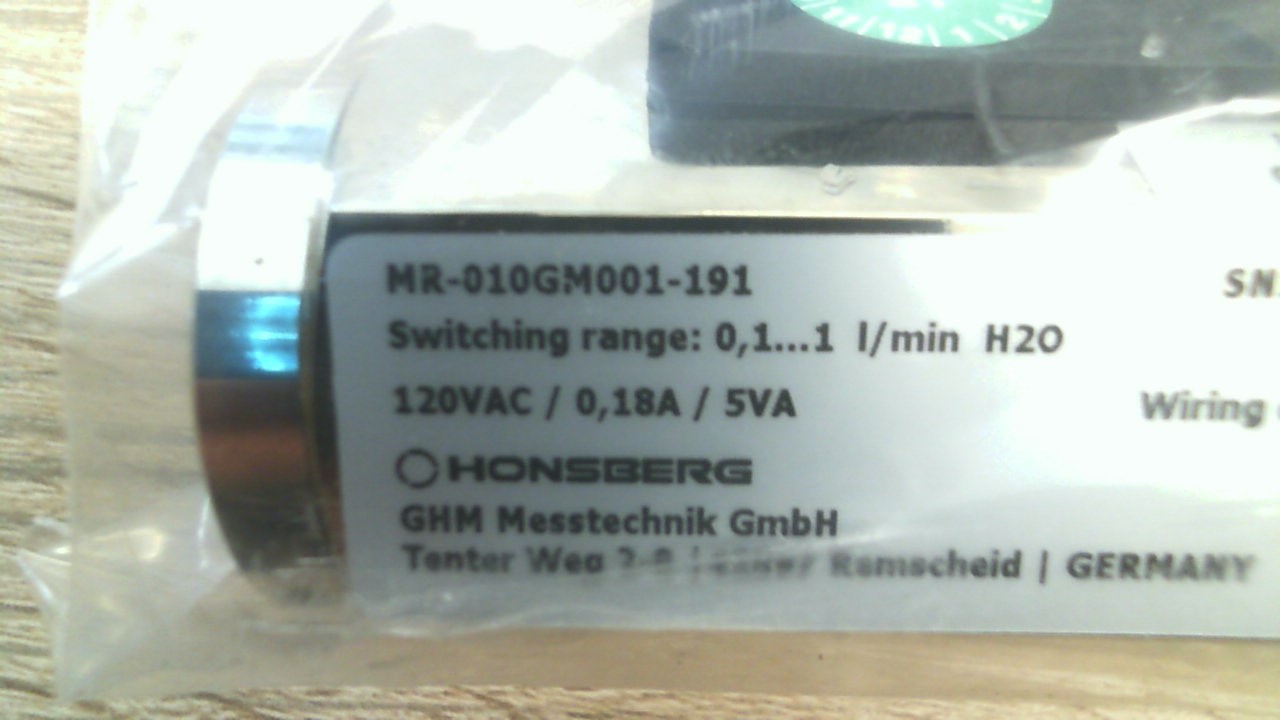 MR-010GM001-191
SN
Switching range: 0,1...1 l/min H2O
120VAC / 0,18A / 5VA
Wiring
HONSBERG
GHM Messtechnik GmbH
Tenter Weg Remscheid | GERMANY